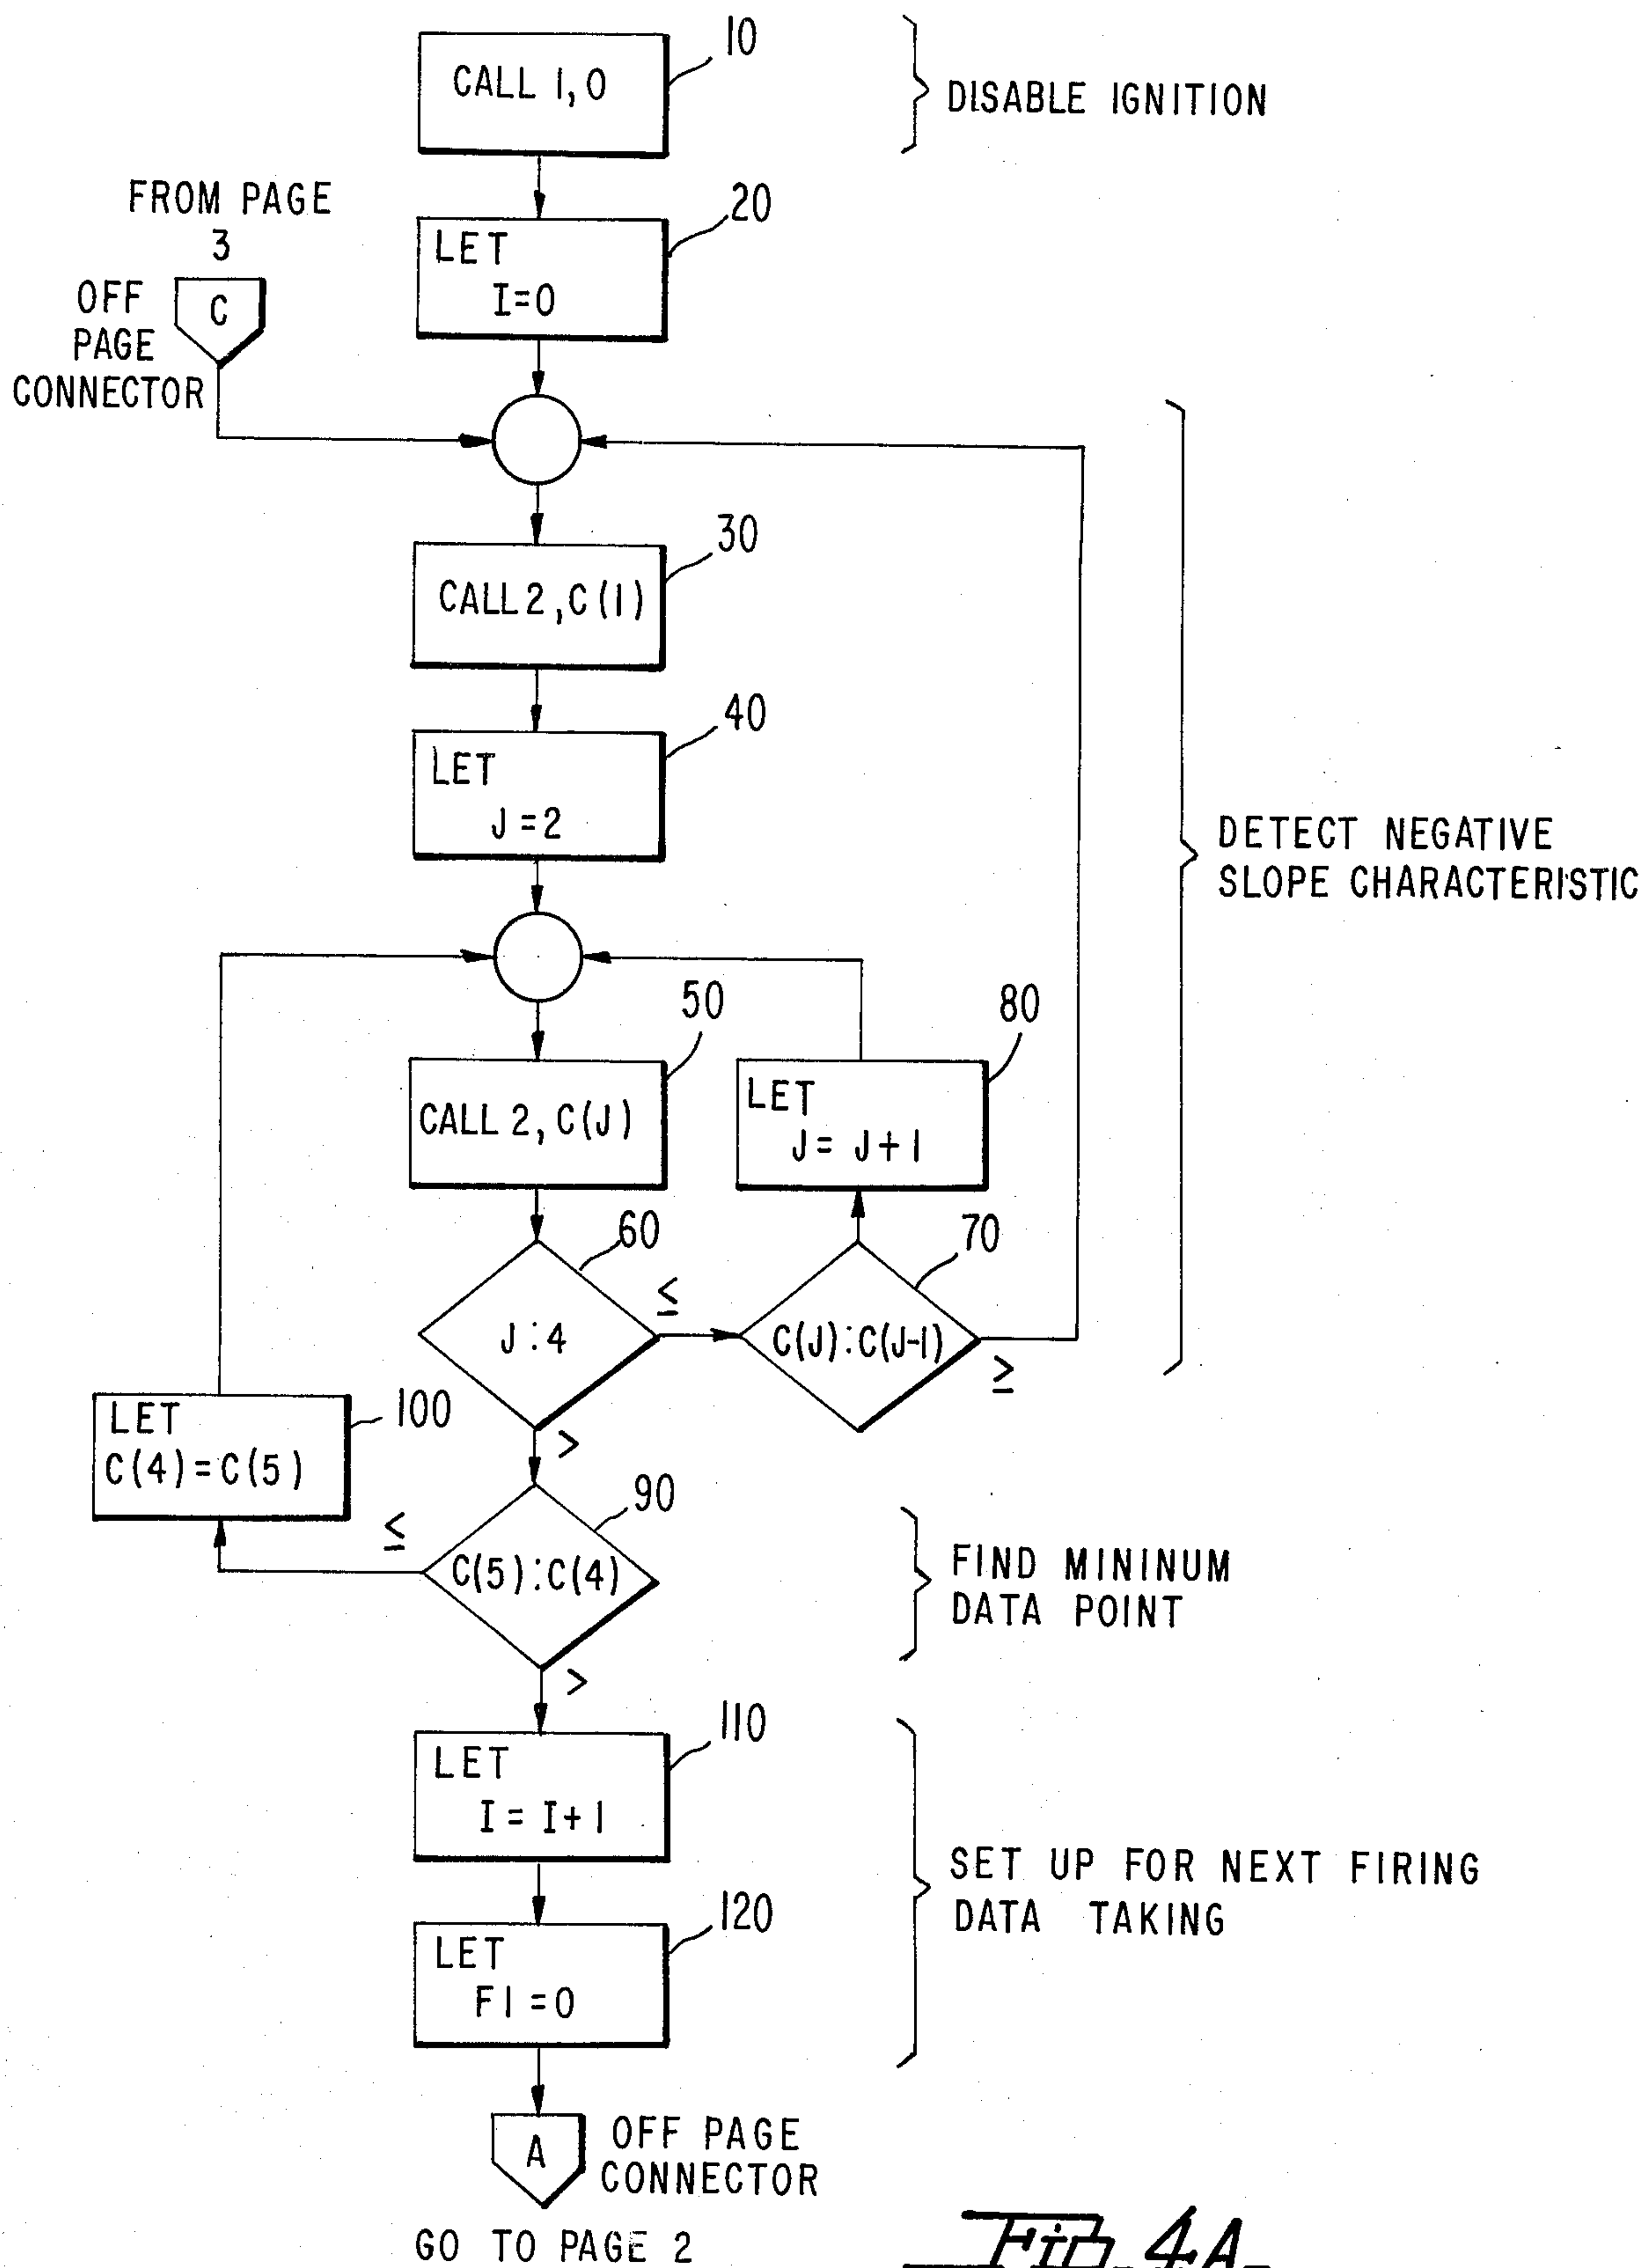 10
CALL 1,0
DISABLE IGNITION
FROM PAGE
3
20
LET
I=0
OFF
PAGE
CONNECTOR
C
30
CALL 2, C(1)
40
LET
J=2
DETECT NEGATIVE
SLOPE CHARACTERISTIC
50
CALL 2, C(J)
80
LET
J= J+1
60
J:4
≤
70
C(J):C(J-1)
≥
>
100
LET
C(4)=C(5)
≤
90
C(5):C(4)
>
FIND MININUM
DATA POINT
110
LET
I= I+1
SET UP FOR NEXT FIRING
DATA TAKING
120
LET
F1=0
A
OFF PAGE
CONNECTOR
GO TO PAGE 2
Fig. 4A